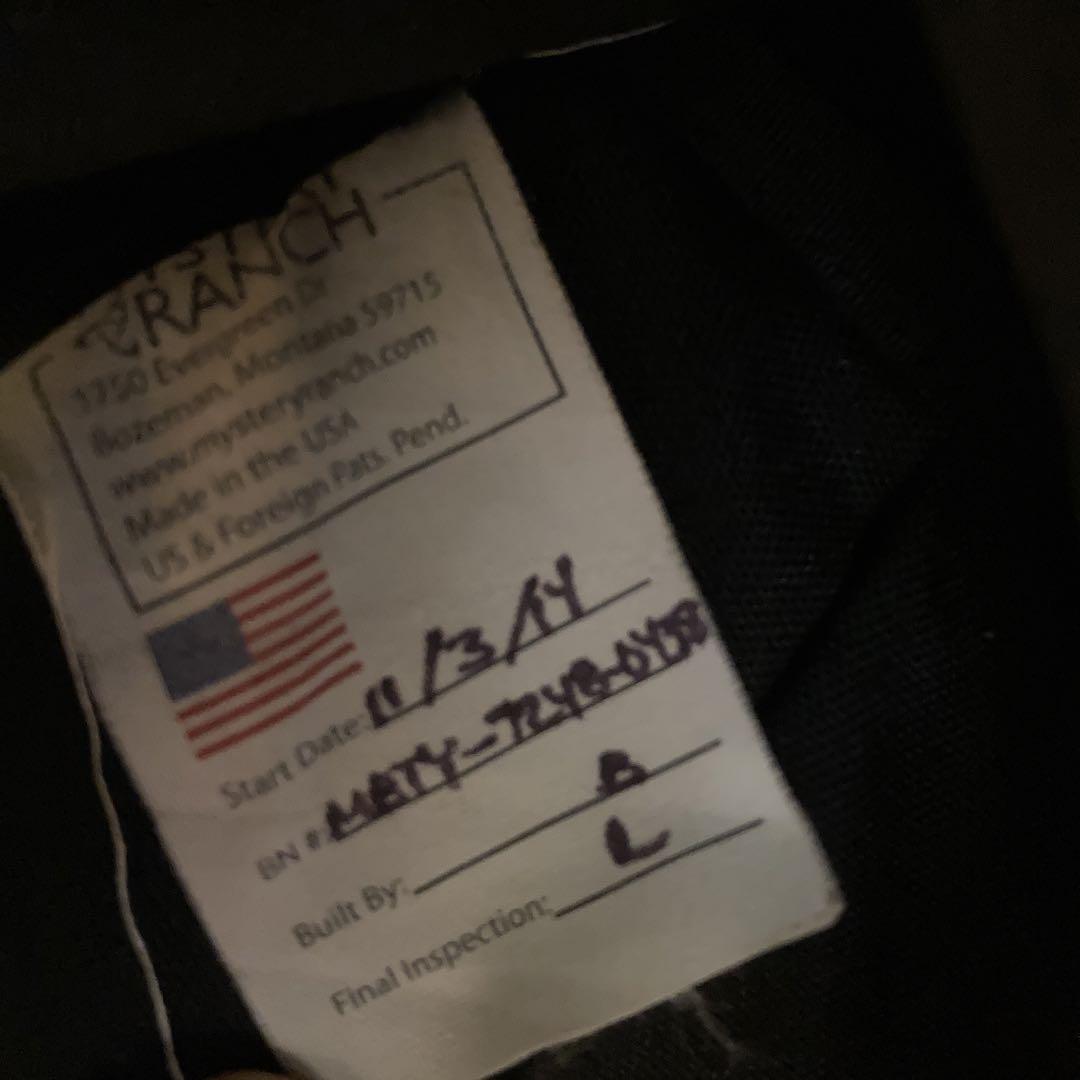 RANCH
1750 Evergreen Dr
Bozeman, Montana 59715
www.mysteryranch.com
Made in the USA
US & Foreign Pats. Pend.
Start Date: 11/3/14
BN #:
Built By: B
Final Inspection: L